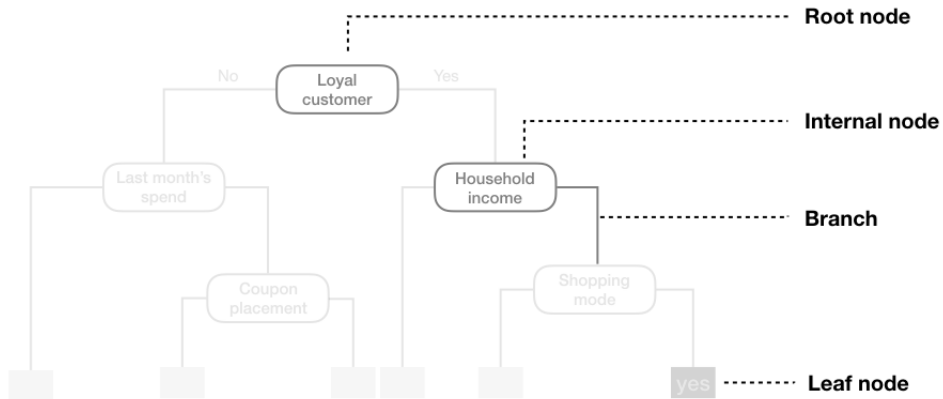 Root node
No
Loyal
customer
Yes
Internal node
Last month's
spend
Household
income
Branch
Coupon
placement
Shopping
mode
yes
Leaf node